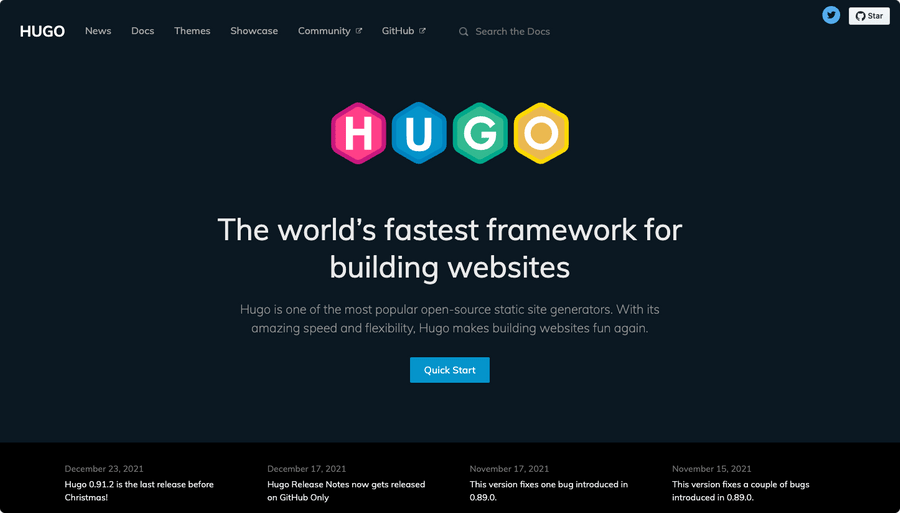 HUGO News Docs Themes Showcase Community GitHub Search the Docs Star
HUGO
The world's fastest framework for
building websites
Hugo is one of the most popular open-source static site generators. With its
amazing speed and flexibility, Hugo makes building websites fun again.
Quick Start
December 23, 2021
Hugo 0.91.2 is the last release before
Christmas!
December 17, 2021
Hugo Release Notes now gets released
on GitHub Only
November 17, 2021
This version fixes one bug introduced in
0.89.0.
November 15, 2021
This version fixes a couple of bugs
introduced in 0.89.0.